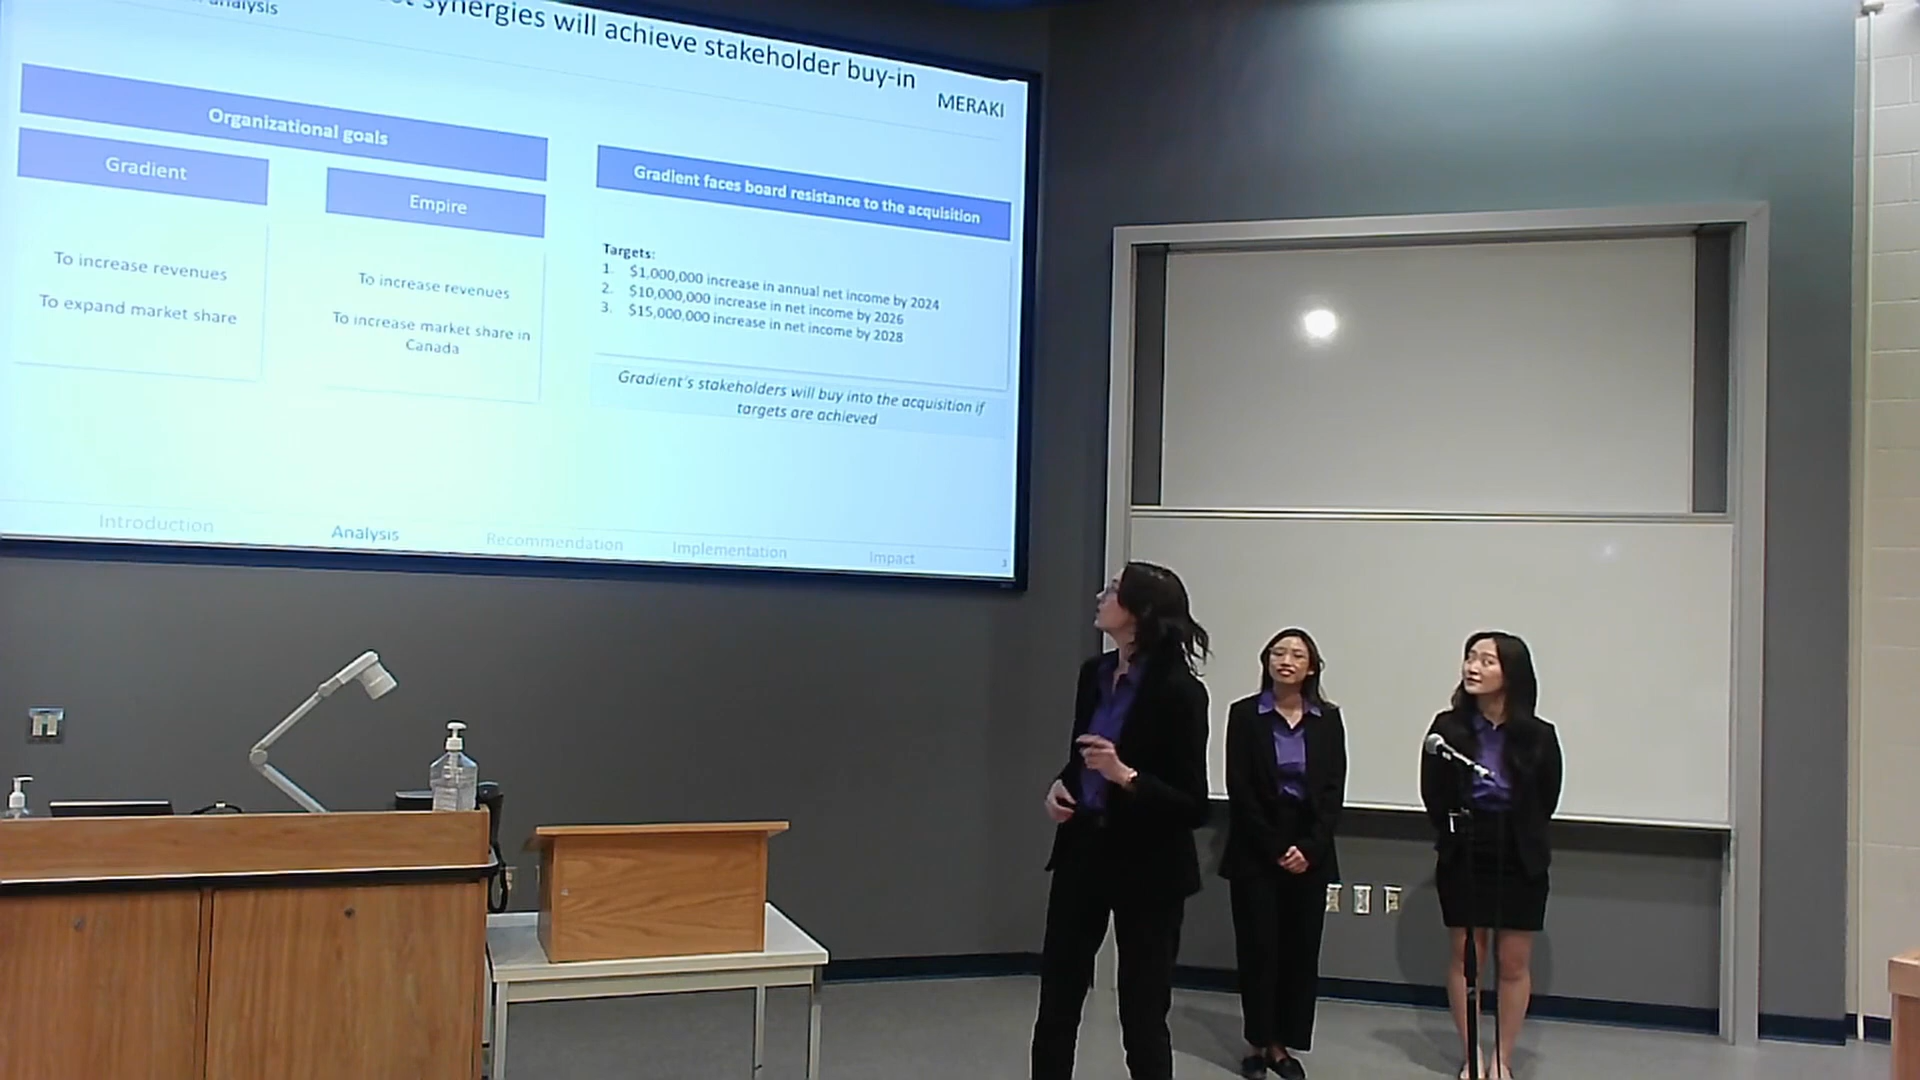 analysis
synergies will achieve stakeholder buy-in
MERAKI
Organizational goals
Gradient
To increase revenues
To expand market share
Empire
To increase revenues
To increase market share in
Canada
Gradient faces board resistance to the acquisition
Targets:
1. $1,000,000 increase in annual net income by 2024
2. $10,000,000 increase in net income by 2026
3. $15,000,000 increase in net income by 2028
Gradient's stakeholders will buy into the acquisition if
targets are achieved
Introduction
Analysis
Recommendation
Implementation
Impact
3